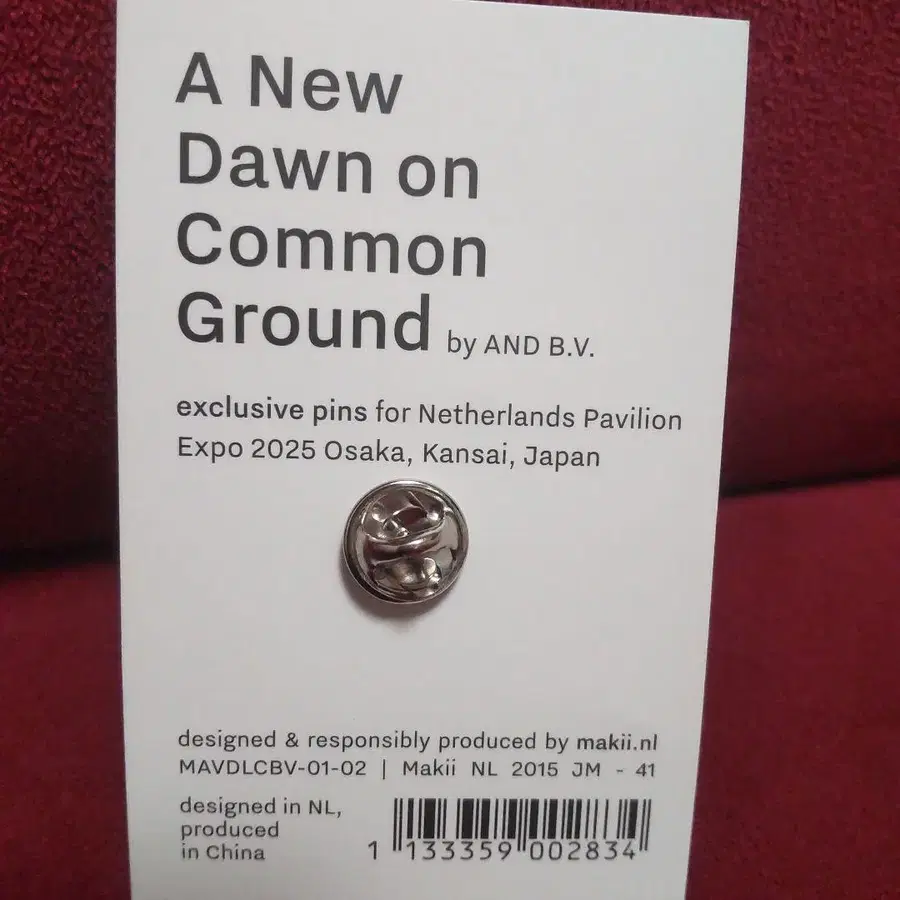 A New
Dawn on
Common
Ground by AND B.V.
exclusive pins for Netherlands Pavilion
Expo 2025 Osaka, Kansai, Japan
designed & responsibly produced by makii.nl
MAVDLCBV-01-02 | Makii NL 2015 JM - 41
designed in NL,
produced
in China
1 133359 002834